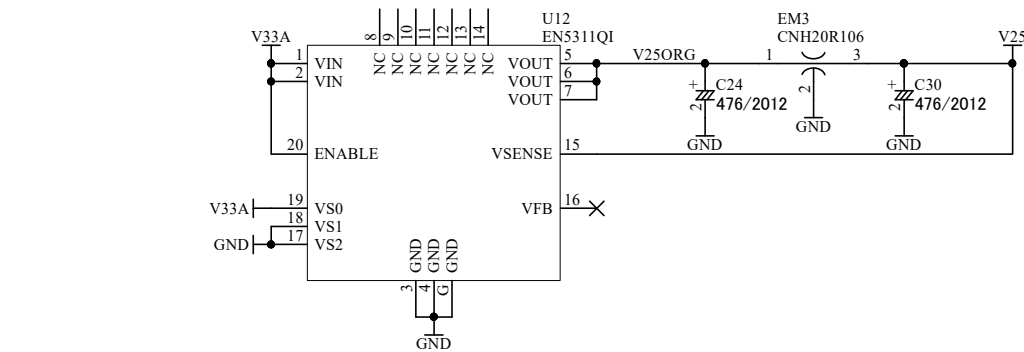 U12
EN5311QI
EM3
CNH20R106
V33A
8
9
10
11
12
13
14
NC
NC
NC
NC
NC
NC
NC
1 VIN
2 VIN
VOUT 5
VOUT 6
VOUT 7
V25ORG
1
3
2
GND
V25
+ C24
2 476/2012
GND
+ C30
2 476/2012
GND
20 ENABLE
VSENSE 15
V33A 19 VS0
18 VS1
GND 17 VS2
VFB 16
GND
GND
GND
3
4
G
GND